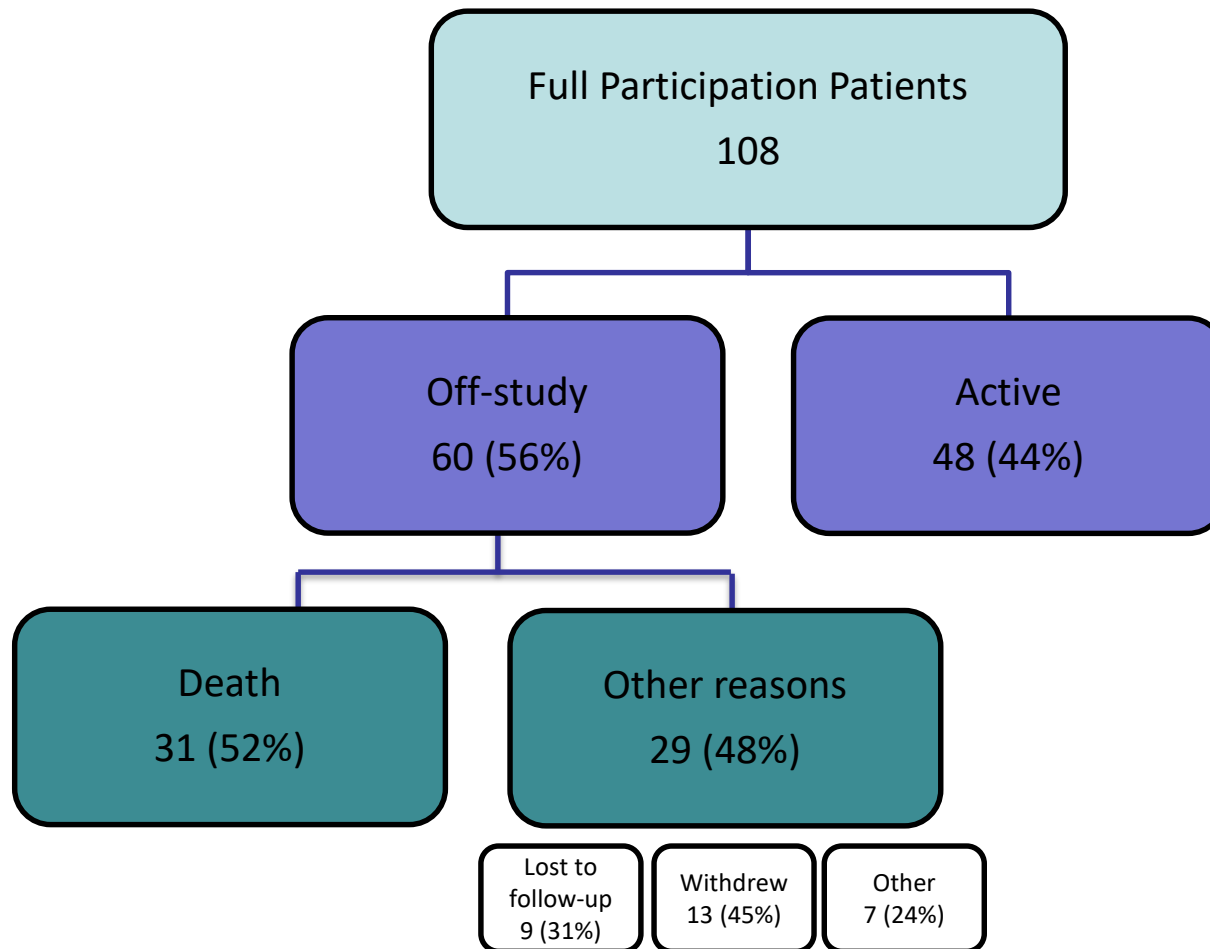 Full Participation Patients
108
Off-study
60 (56%)
Active
48 (44%)
Death
31 (52%)
Other reasons
29 (48%)
Lost to
follow-up
9 (31%)
Withdrew
13 (45%)
Other
7 (24%)